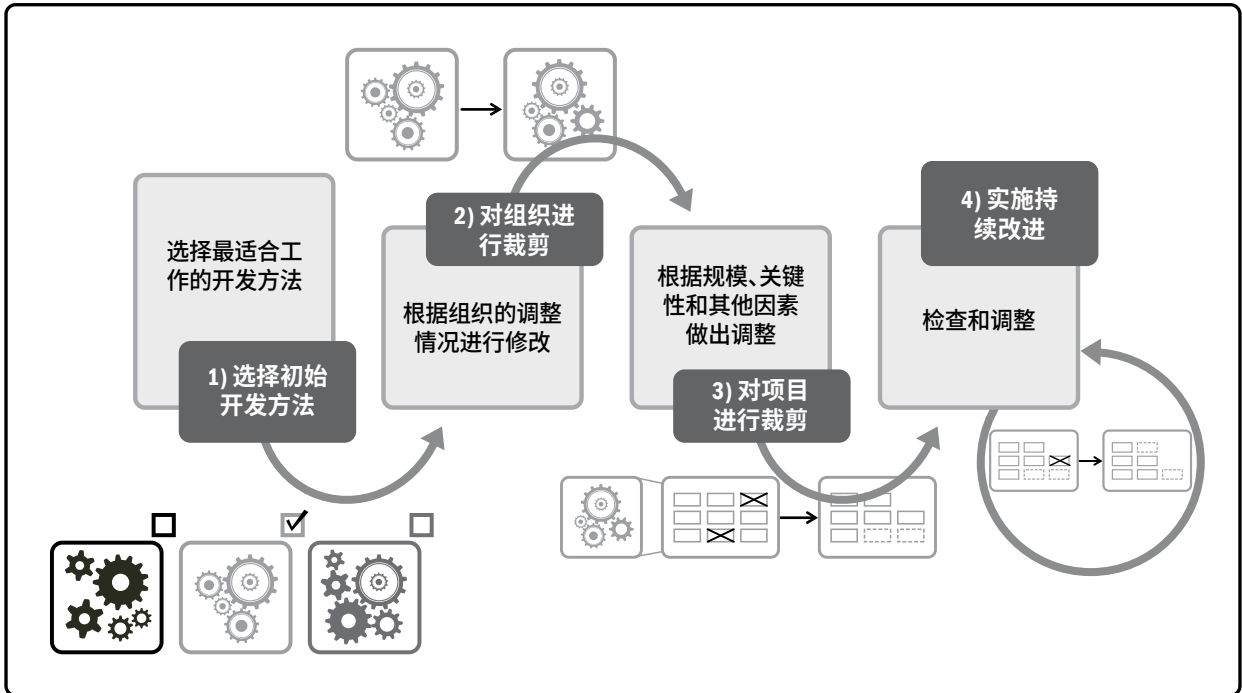 选择最适合工
作的开发方法
1) 选择初始
开发方法
2) 对组织进
行裁剪
根据组织的调整
情况进行修改
根据规模、关键
性和其他因素
做出调整
3) 对项目
进行裁剪
4) 实施持
续改进
检查和调整